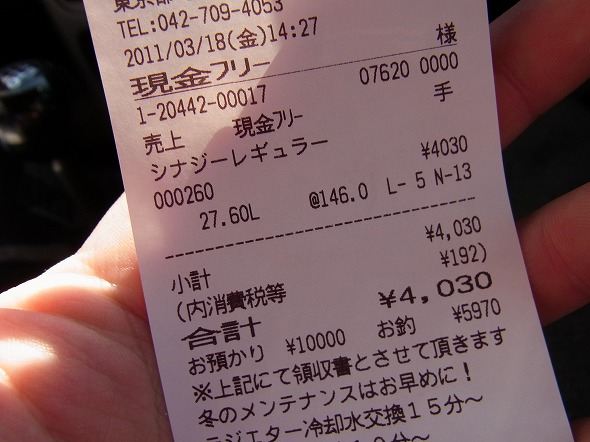 東京都
TEL:042-709-4053
2011/03/18(金)14:27
様
現金フリー
07620 0000
1-20442-00017
手
売上 現金フリー
シナジーレギュラー
¥4030
000260
27.60L @146.0 L- 5 N-13
小計 ¥4,030
(内消費税等 ¥192)
合計 ¥4,030
お預かり ¥10000 お釣 ¥5970
※上記にて領収書とさせて頂きます
冬のメンテナンスはお早めに!
ラジエター冷却水交換15分〜